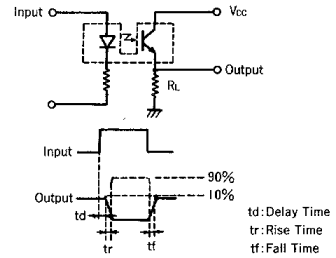 Input
Vcc
Output
RL
Input
90%
10%
Output
td
tr
tf
td: Delay Time
tr: Rise Time
tf: Fall Time